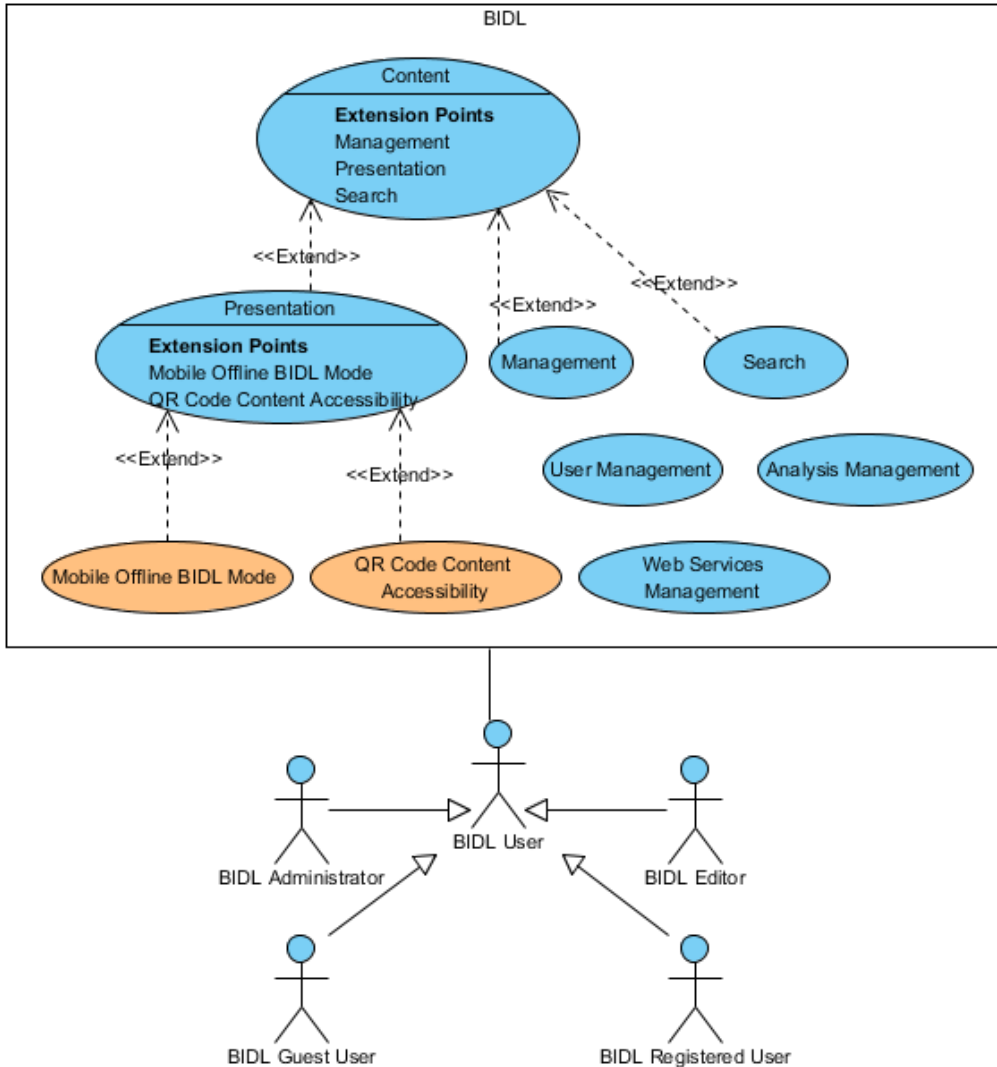 BIDL
Content
Extension Points
Management
Presentation
Search
<<Extend>>
<<Extend>>
<<Extend>>
Presentation
Extension Points
Mobile Offline BIDL Mode
QR Code Content Accessibility
Management
Search
<<Extend>>
<<Extend>>
User Management
Analysis Management
Mobile Offline BIDL Mode
QR Code Content
Accessibility
Web Services
Management
BIDL User
BIDL Administrator
BIDL Editor
BIDL Guest User
BIDL Registered User